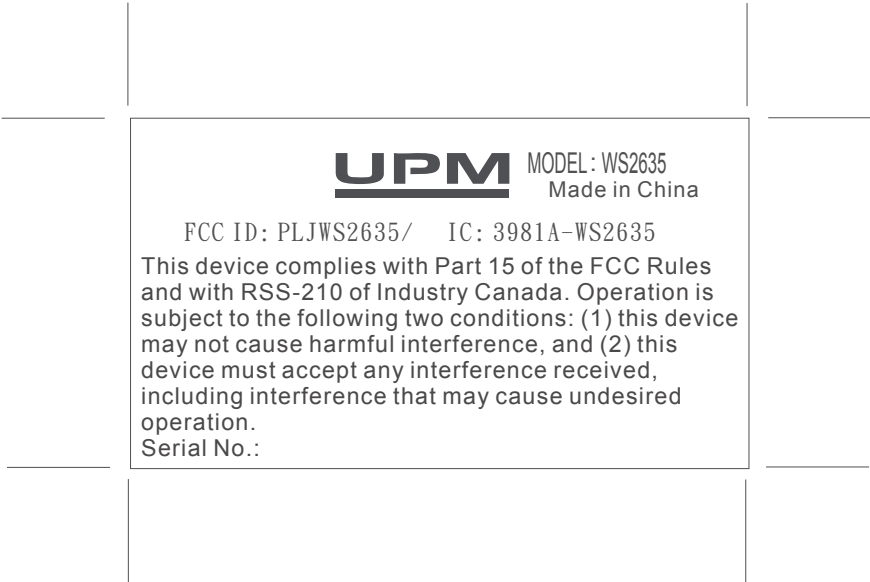 UPM MODEL: WS2635
Made in China
FCC ID: PLJWS2635/ IC: 3981A-WS2635
This device complies with Part 15 of the FCC Rules
and with RSS-210 of Industry Canada. Operation is
subject to the following two conditions: (1) this device
may not cause harmful interference, and (2) this
device must accept any interference received,
including interference that may cause undesired
operation.
Serial No.: